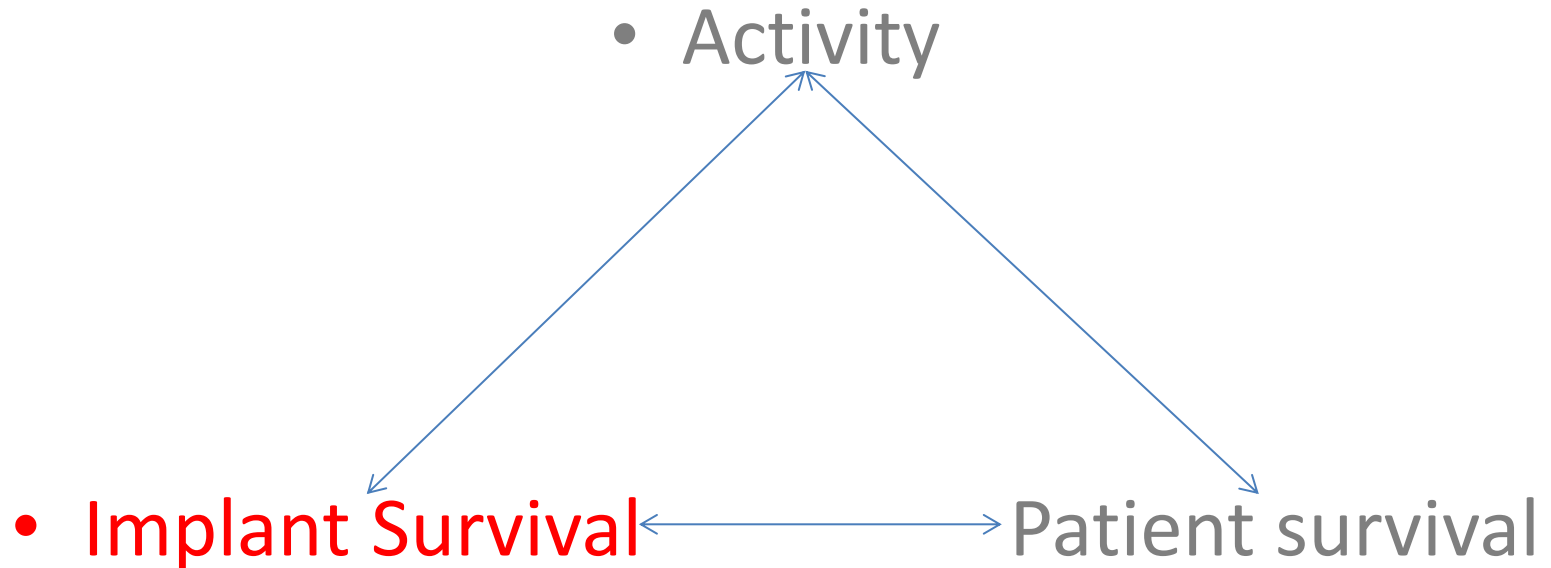 • Activity
• Implant Survival
Patient survival